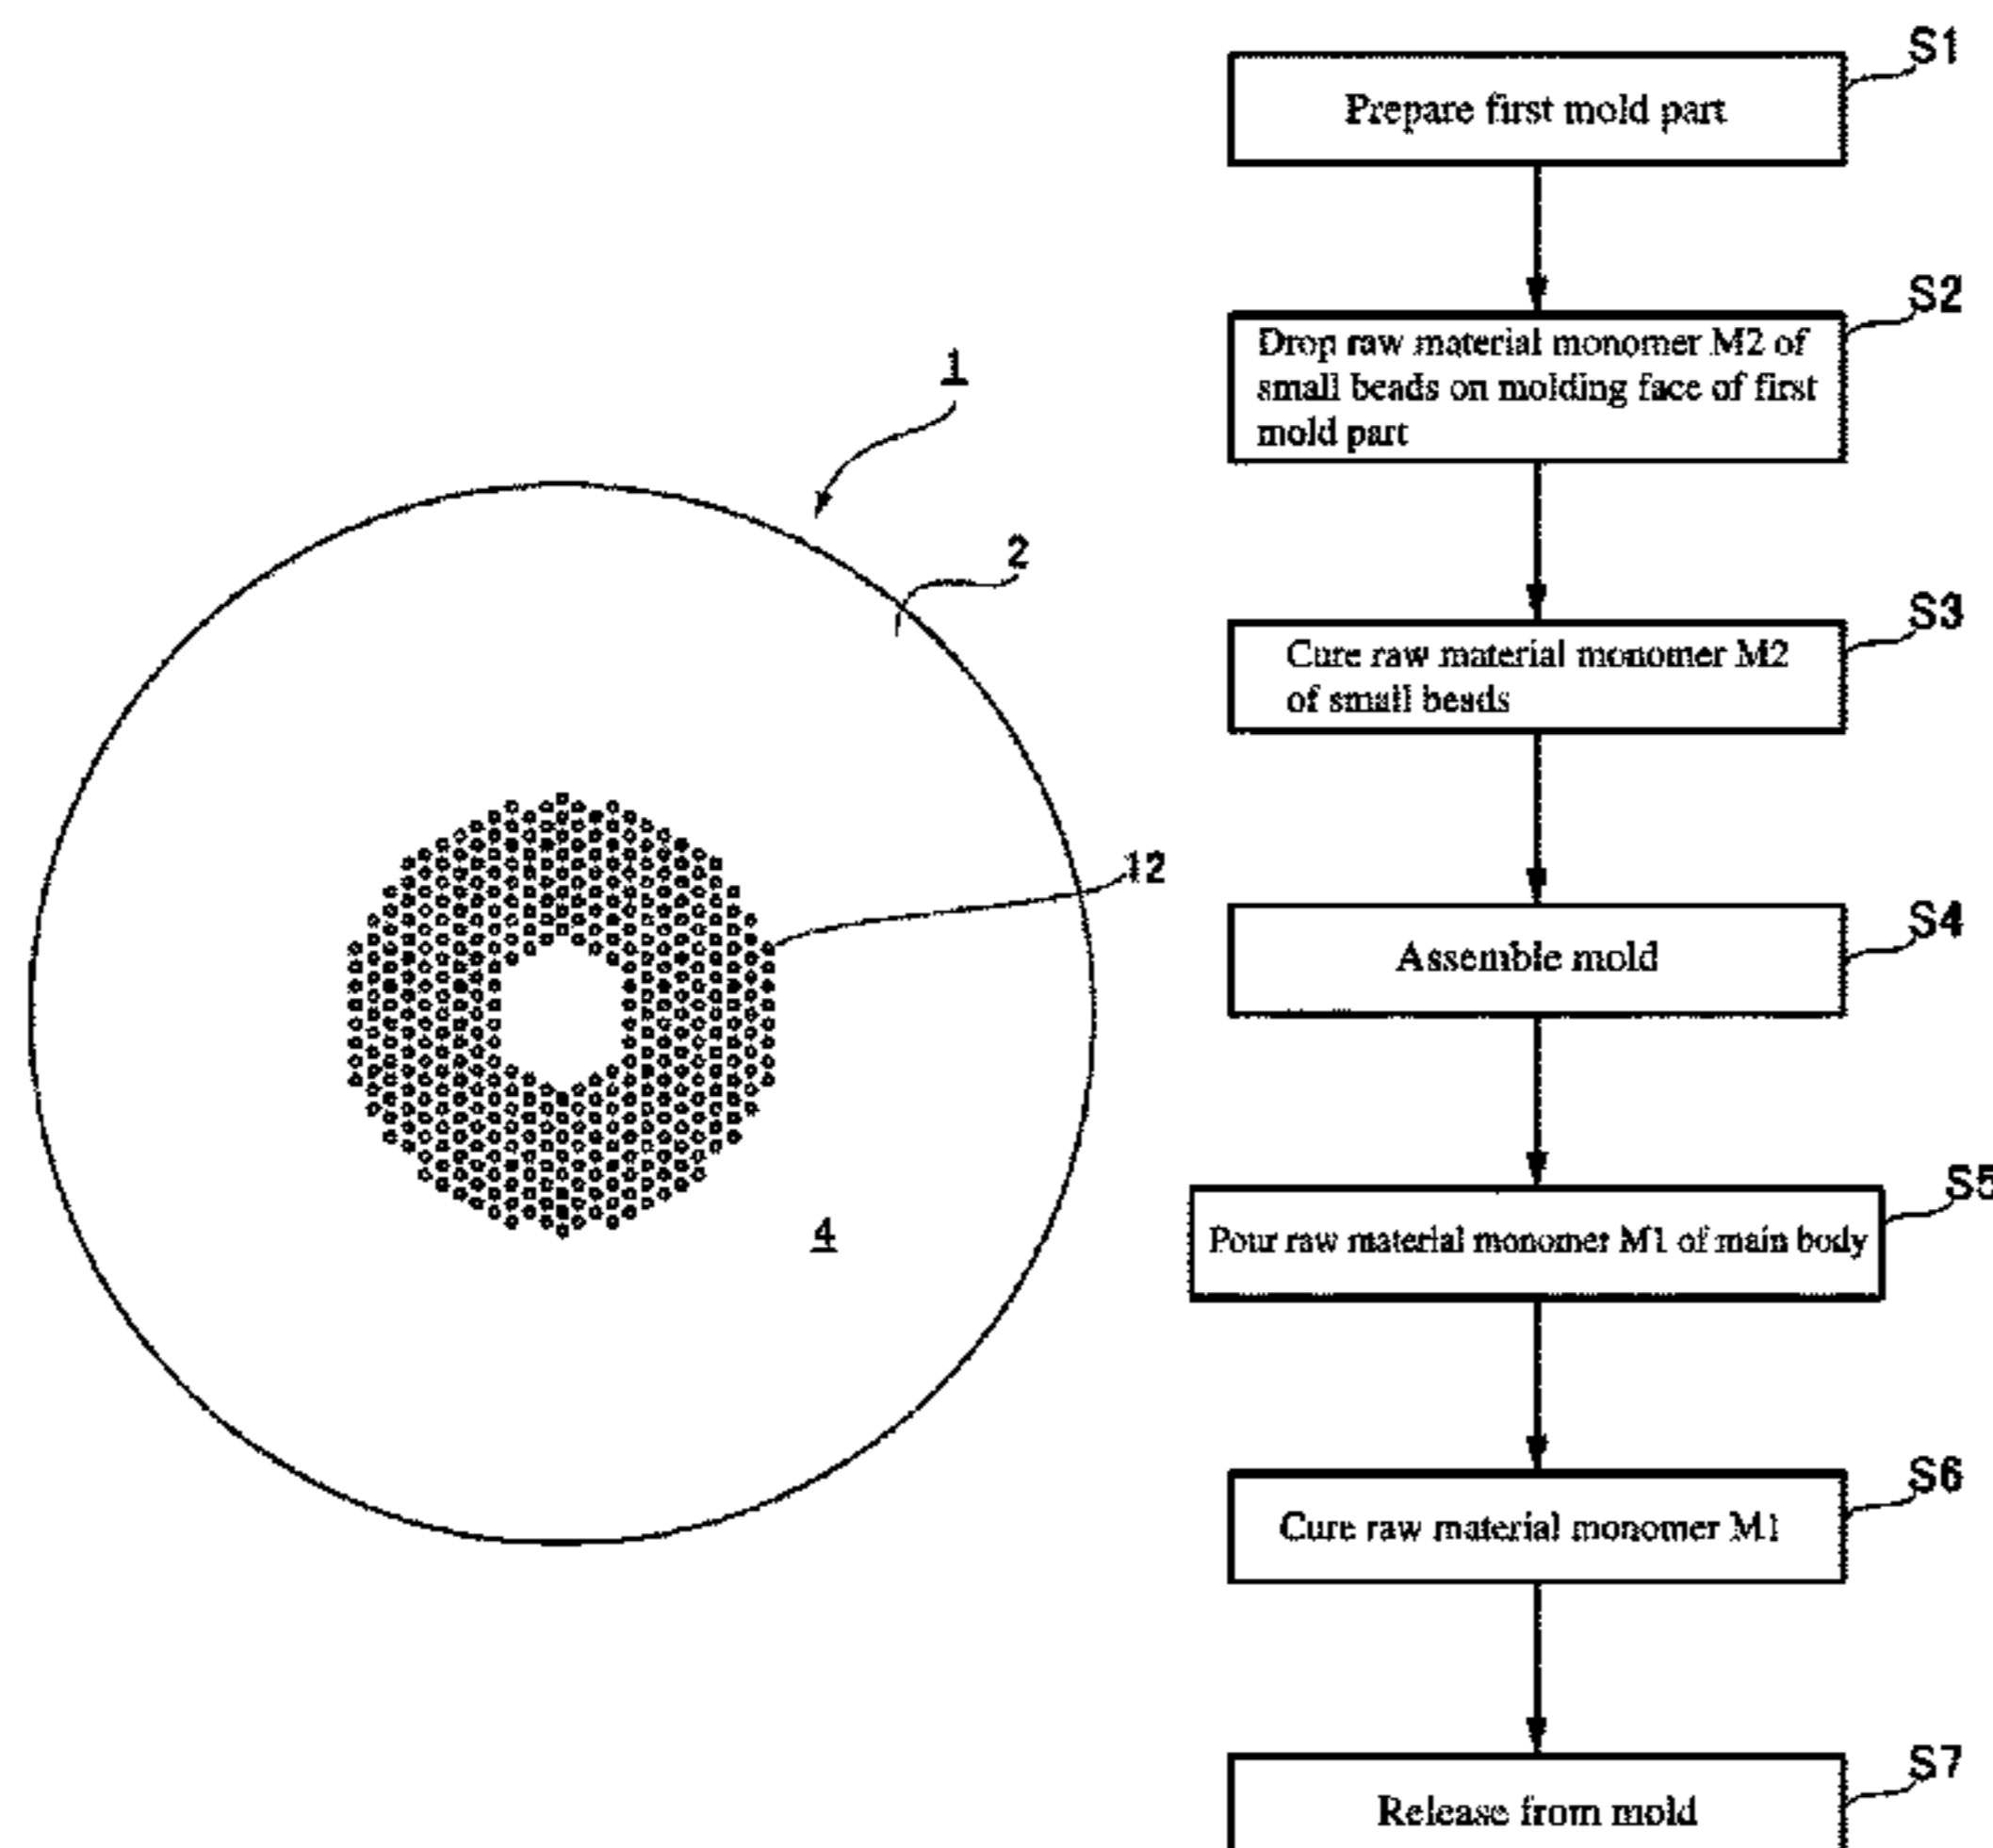 1
2
12
4
S1
Prepare first mold part
S2
Drop raw material monomer M2 of
small beads on molding face of first
mold part
S3
Cure raw material monomer M2
of small beads
S4
Assemble mold
S5
Pour raw material monomer M1 of main body
S6
Cure raw material monomer M1
S7
Release from mold